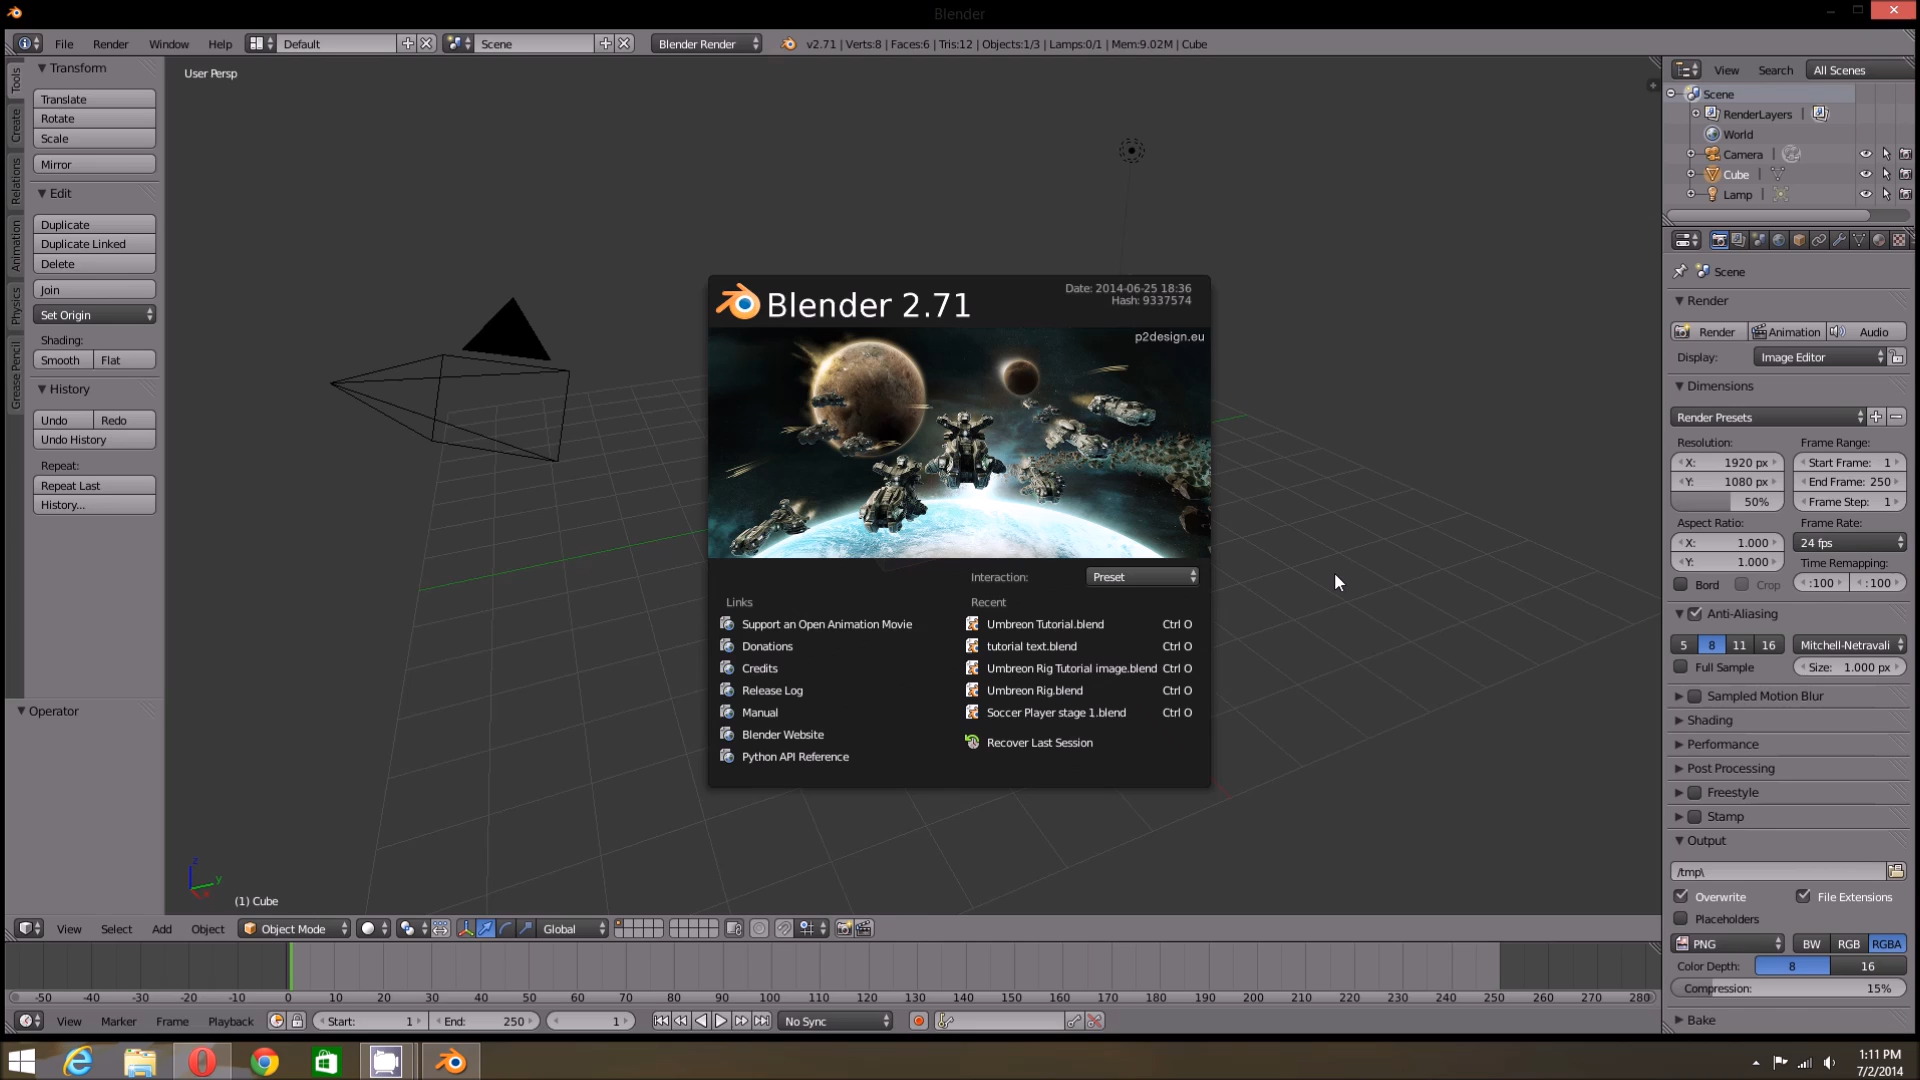 Blender
File Render Window Help Default Scene Blender Render v2.71 | Verts:8 | Faces:6 | Tris:12 | Objects:1/3 | Lamps:0/1 | Mem:9.02M | Cube
Tools
Create
Relations
Animation
Physics
Grease Pencil
Transform
Translate
Rotate
Scale
Mirror
Edit
Duplicate
Duplicate Linked
Delete
Join
Set Origin
Shading:
Smooth Flat
History
Undo Redo
Undo History
Repeat:
Repeat Last
History...
Operator
User Persp
Blender 2.71
Date: 2014-06-25 18:36
Hash: 9337574
p2design.eu
Interaction: Preset
Links
Support an Open Animation Movie
Donations
Credits
Release Log
Manual
Blender Website
Python API Reference
Recent
Umbreon Tutorial.blend Ctrl O
tutorial text.blend Ctrl O
Umbreon Rig Tutorial image.blend Ctrl O
Umbreon Rig.blend Ctrl O
Soccer Player stage 1.blend Ctrl O
Recover Last Session
z
y
(1) Cube
View Select Add Object Object Mode Global
-50 -40 -30 -20 -10 0 10 20 30 40 50 60 70 80 90 100 110 120 130 140 150 160 170 180 190 200 210 220 230 240 250 260 270 280
View Marker Frame Playback Start: 1 End: 250 1 No Sync
View Search All Scenes
Scene
RenderLayers |
World
Camera |
Cube |
Lamp |
Scene
Render
Render Animation Audio
Display: Image Editor
Dimensions
Render Presets
Resolution: Frame Range:
X: 1920 px Start Frame: 1
Y: 1080 px End Frame: 250
50% Frame Step: 1
Aspect Ratio: Frame Rate:
X: 1.000 24 fps
Y: 1.000 Time Remapping:
Bord Crop :100 :100
Anti-Aliasing
5 8 11 16 Mitchell-Netravali
Full Sample Size: 1.000 px
Sampled Motion Blur
Shading
Performance
Post Processing
Freestyle
Stamp
Output
/tmp\
Overwrite File Extensions
Placeholders
PNG BW RGB RGBA
Color Depth: 8 16
Compression: 15%
Bake
1:11 PM
7/2/2014